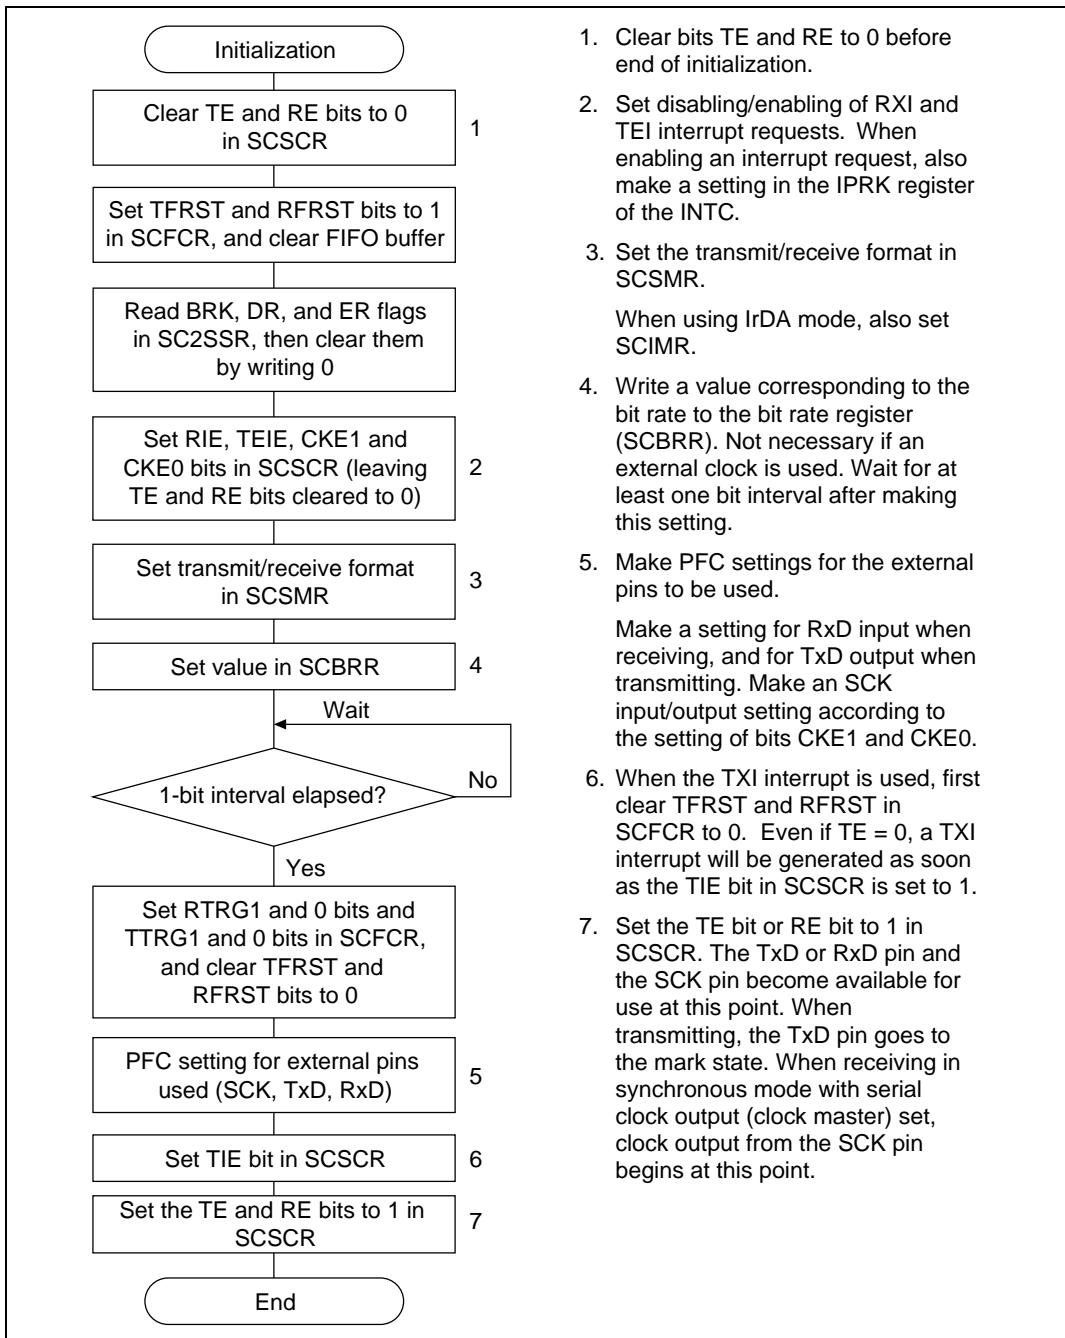 Initialization
Clear TE and RE bits to 0
in SCSCR
1
Set TFRST and RFRST bits to 1
in SCFCR, and clear FIFO buffer
Read BRK, DR, and ER flags
in SC2SSR, then clear them
by writing 0
Set RIE, TEIE, CKE1 and
CKE0 bits in SCSCR (leaving
TE and RE bits cleared to 0)
2
Set transmit/receive format
in SCSMR
3
Set value in SCBRR
4
Wait
1-bit interval elapsed?
No
Yes
Set RTRG1 and 0 bits and
TTRG1 and 0 bits in SCFCR,
and clear TFRST and
RFRST bits to 0
PFC setting for external pins
used (SCK, TxD, RxD)
5
Set TIE bit in SCSCR
6
Set the TE and RE bits to 1 in
SCSCR
7
End
1. Clear bits TE and RE to 0 before
end of initialization.
2. Set disabling/enabling of RXI and
TEI interrupt requests. When
enabling an interrupt request, also
make a setting in the IPRK register
of the INTC.
3. Set the transmit/receive format in
SCSMR.
When using IrDA mode, also set
SCIMR.
4. Write a value corresponding to the
bit rate to the bit rate register
(SCBRR). Not necessary if an
external clock is used. Wait for at
least one bit interval after making
this setting.
5. Make PFC settings for the external
pins to be used.
Make a setting for RxD input when
receiving, and for TxD output when
transmitting. Make an SCK
input/output setting according to
the setting of bits CKE1 and CKE0.
6. When the TXI interrupt is used, first
clear TFRST and RFRST in
SCFCR to 0. Even if TE = 0, a TXI
interrupt will be generated as soon
as the TIE bit in SCSCR is set to 1.
7. Set the TE bit or RE bit to 1 in
SCSCR. The TxD or RxD pin and
the SCK pin become available for
use at this point. When
transmitting, the TxD pin goes to
the mark state. When receiving in
synchronous mode with serial
clock output (clock master) set,
clock output from the SCK pin
begins at this point.